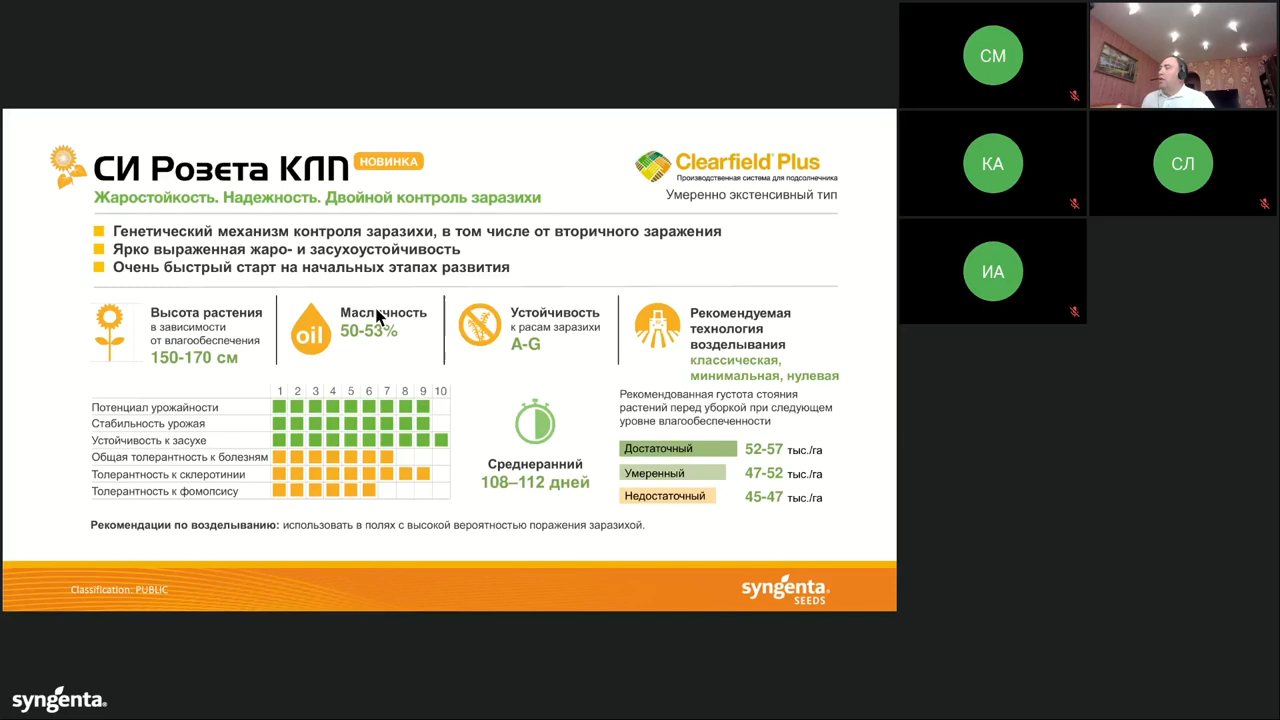 СИ Розета КЛП НОВИНКА
Жаростойкость. Надежность. Двойной контроль заразихи
Clearfield® Plus
Производственная система для подсолнечника
Умеренно экстенсивный тип
Генетический механизм контроля заразихи, в том числе от вторичного заражения
Ярко выраженная жаро- и засухоустойчивость
Очень быстрый старт на начальных этапах развития
Высота растения
в зависимости
от влагообеспечения
150-170 см
oil
Масличность
50-53%
Устойчивость
к расам заразихи
A-G
Рекомендуемая
технология
возделывания
классическая,
минимальная, нулевая
1 2 3 4 5 6 7 8 9 10
Потенциал урожайности
Стабильность урожая
Устойчивость к засухе
Общая толерантность к болезням
Толерантность к склеротинии
Толерантность к фомопсису
Среднеранний
108–112 дней
Рекомендованная густота стояния
растений перед уборкой при следующем
уровне влагообеспеченности
Достаточный 52-57 тыс./га
Умеренный 47-52 тыс./га
Недостаточный 45-47 тыс./га
Рекомендации по возделыванию: использовать в полях с высокой вероятностью поражения заразихой.
Classification: PUBLIC
syngenta®
SEEDS
СМ
КА
СЛ
ИА
syngenta®